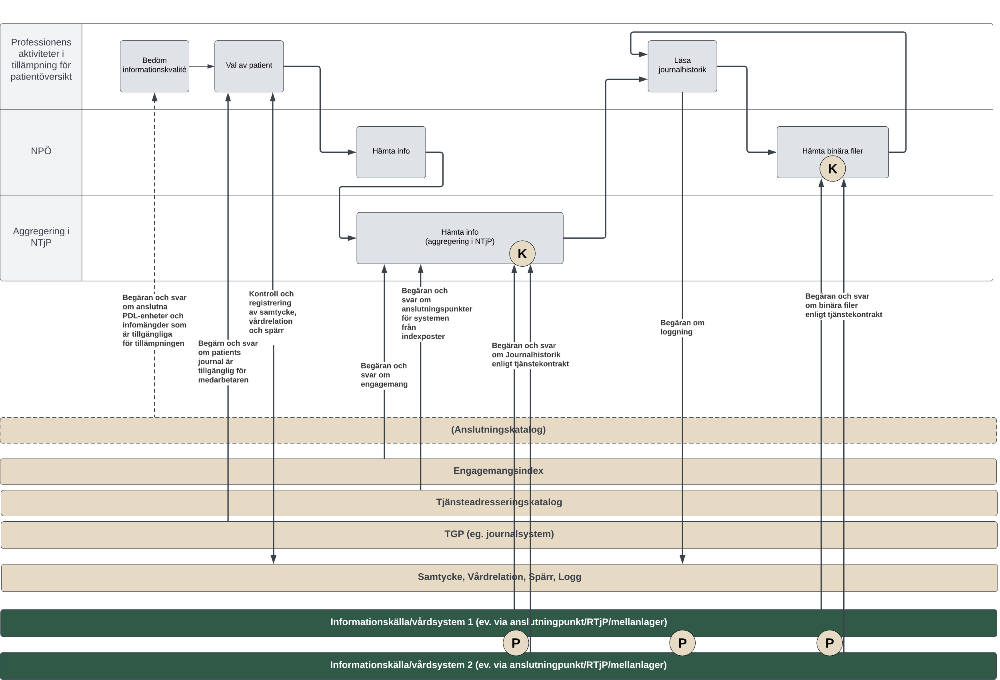 Professionens
aktiviteter i
tillämpning för
patientöversikt
Bedöm
informationskvalité
Val av patient
Läsa
journalhistorik
NPÖ
Hämta info
Hämta binära filer
K
Aggregering i
NTjP
Hämta info
(aggregering i NTjP)
K
Begäran och svar
om anslutna
PDL-enheter och
infomängder som
är tillgängliga
för tillämpningen
Begärn och svar
om patients
journal är
tillgänglig för
medarbetaren
Kontroll och
registrering
av samtycke,
vårdrelation
och spärr
Begäran och
svar om
engagemang
Begäran och
svar om
anslutningspunkter
för systemen
från
indexposter
Begäran och svar
om Journalhistorik
enligt tjänstekontrakt
Begäran om
loggning
Begäran och svar
om binära filer
enligt tjänstekontrakt
(Anslutningskatalog)
Engagemangsindex
Tjänsteadresseringskatalog
TGP (eg. journalsystem)
Samtycke, Vårdrelation, Spärr, Logg
Informationskälla/vårdsystem 1 (ev. via anslutningpunkt/RTjP/mellanlager)
P
P
P
Informationskälla/vårdsystem 2 (ev. via anslutningpunkt/RTjP/mellanlager)